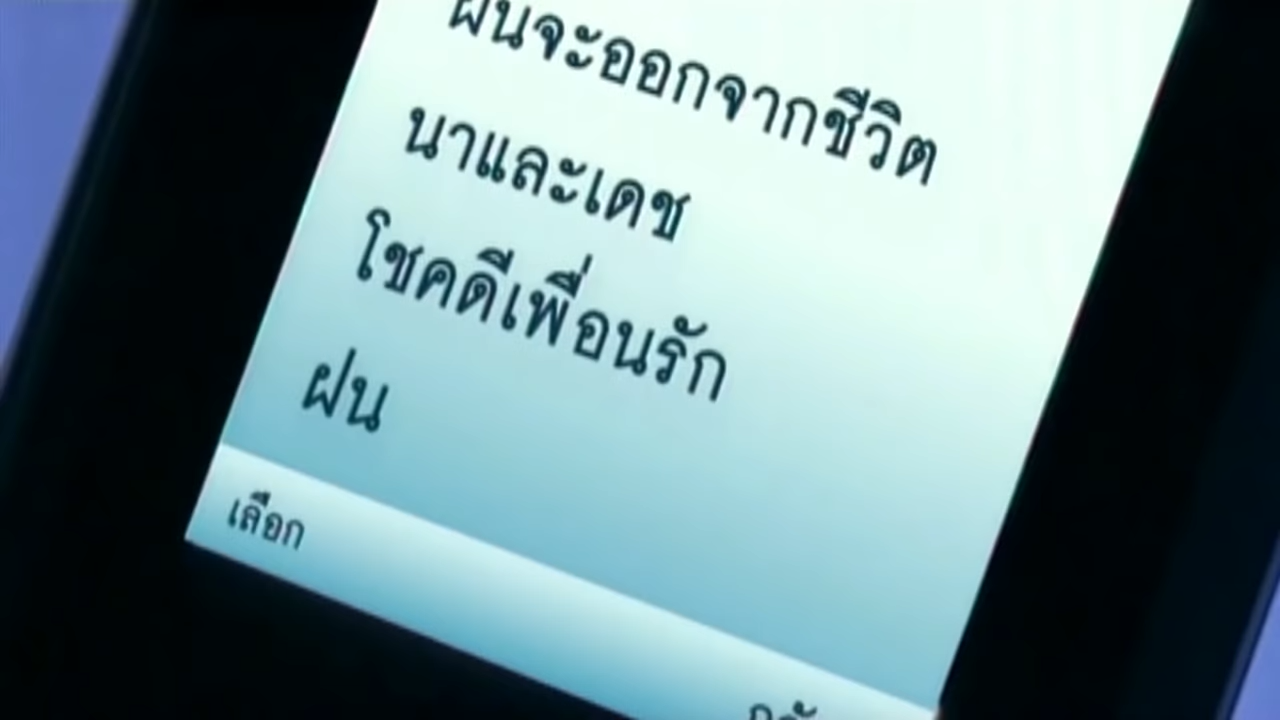 ฝนจะออกจากชีวิต
นาและเดช
โชคดีเพื่อนรัก
ฝน
เลือก